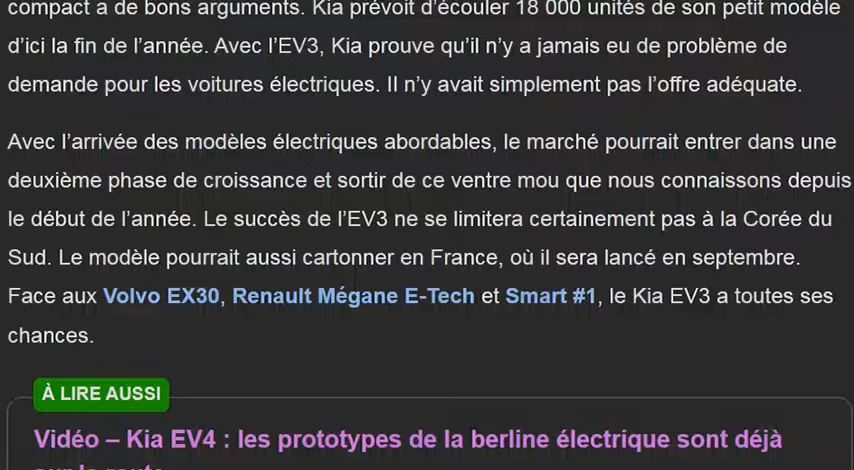 compact a de bons arguments. Kia prévoit d’écouler 18 000 unités de son petit modèle
d’ici la fin de l’année. Avec l’EV3, Kia prouve qu’il n’y a jamais eu de problème de
demande pour les voitures électriques. Il n’y avait simplement pas l’offre adéquate.
Avec l’arrivée des modèles électriques abordables, le marché pourrait entrer dans une
deuxième phase de croissance et sortir de ce ventre mou que nous connaissons depuis
le début de l’année. Le succès de l’EV3 ne se limitera certainement pas à la Corée du
Sud. Le modèle pourrait aussi cartonner en France, où il sera lancé en septembre.
Face aux Volvo EX30, Renault Mégane E-Tech et Smart #1, le Kia EV3 a toutes ses
chances.
À LIRE AUSSI
Vidéo – Kia EV4 : les prototypes de la berline électrique sont déjà
sur la route